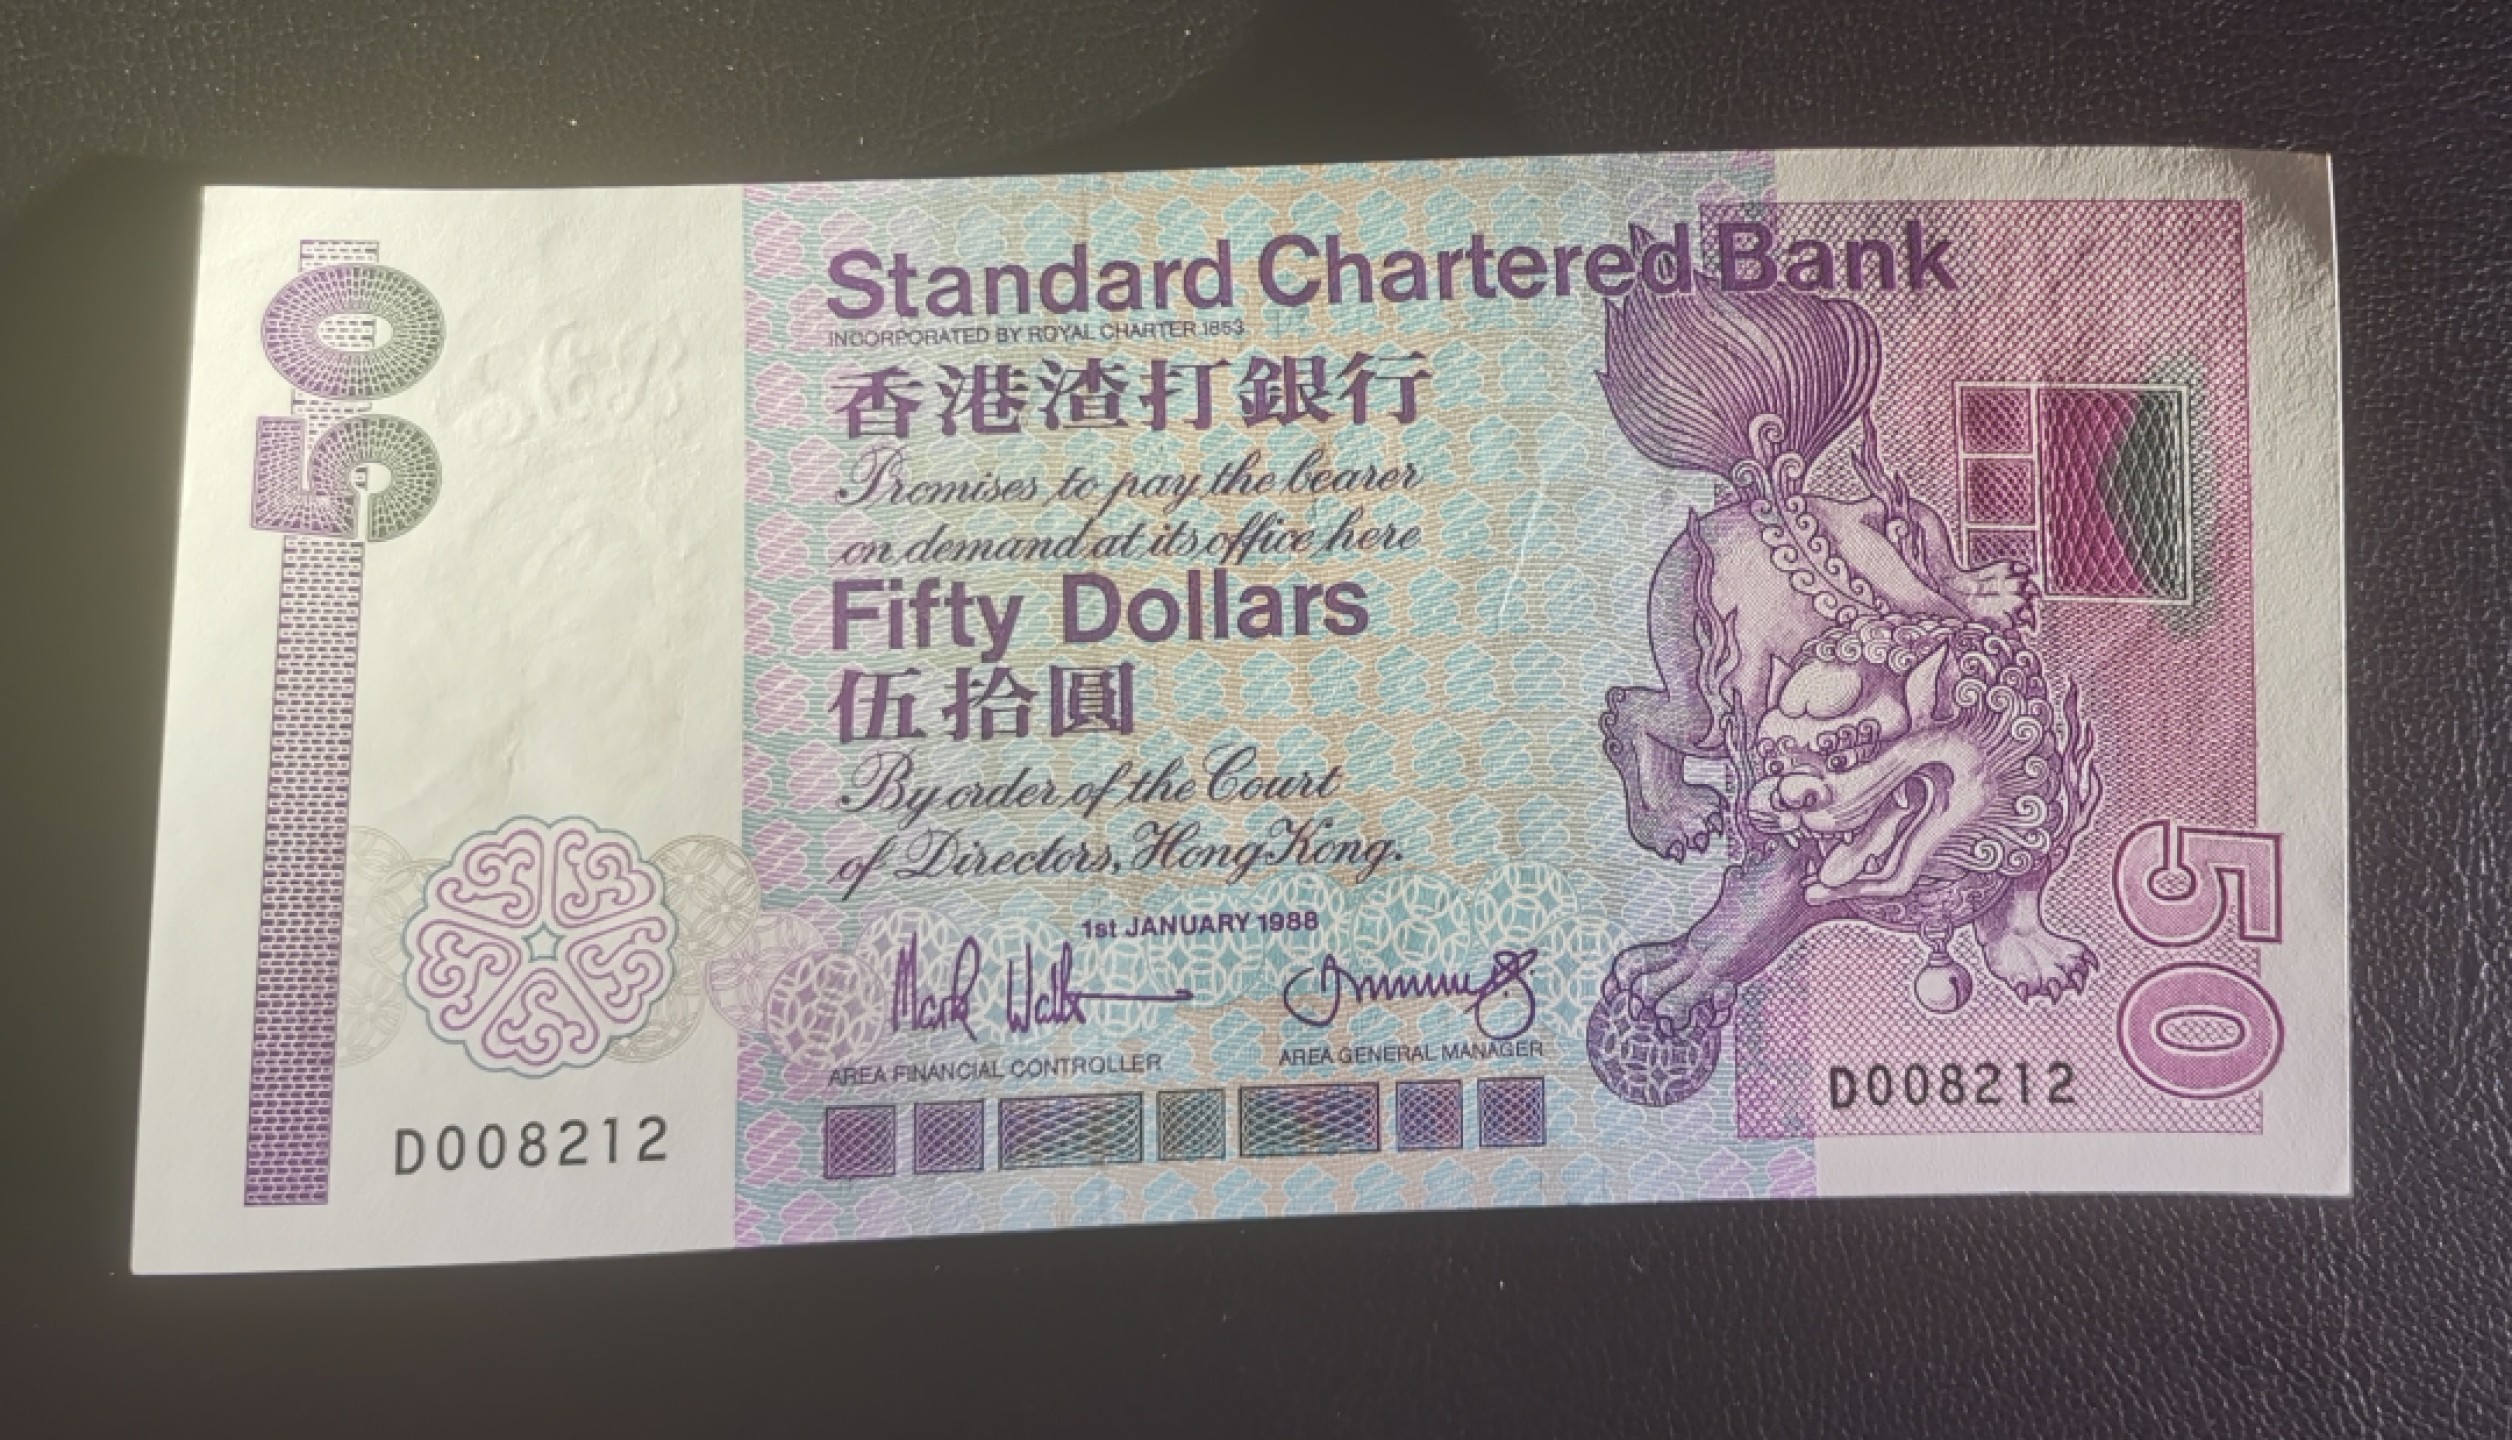 50
Standard Chartered Bank
INCORPORATED BY ROYAL CHARTER 1853
香港渣打銀行
Promises to pay the bearer
on demand at its office here
Fifty Dollars
伍拾圓
By order of the Court
of Directors, Hong Kong.
1st JANUARY 1988
Mark
AREA FINANCIAL CONTROLLER
AREA GENERAL MANAGER
D008212
D008212
50